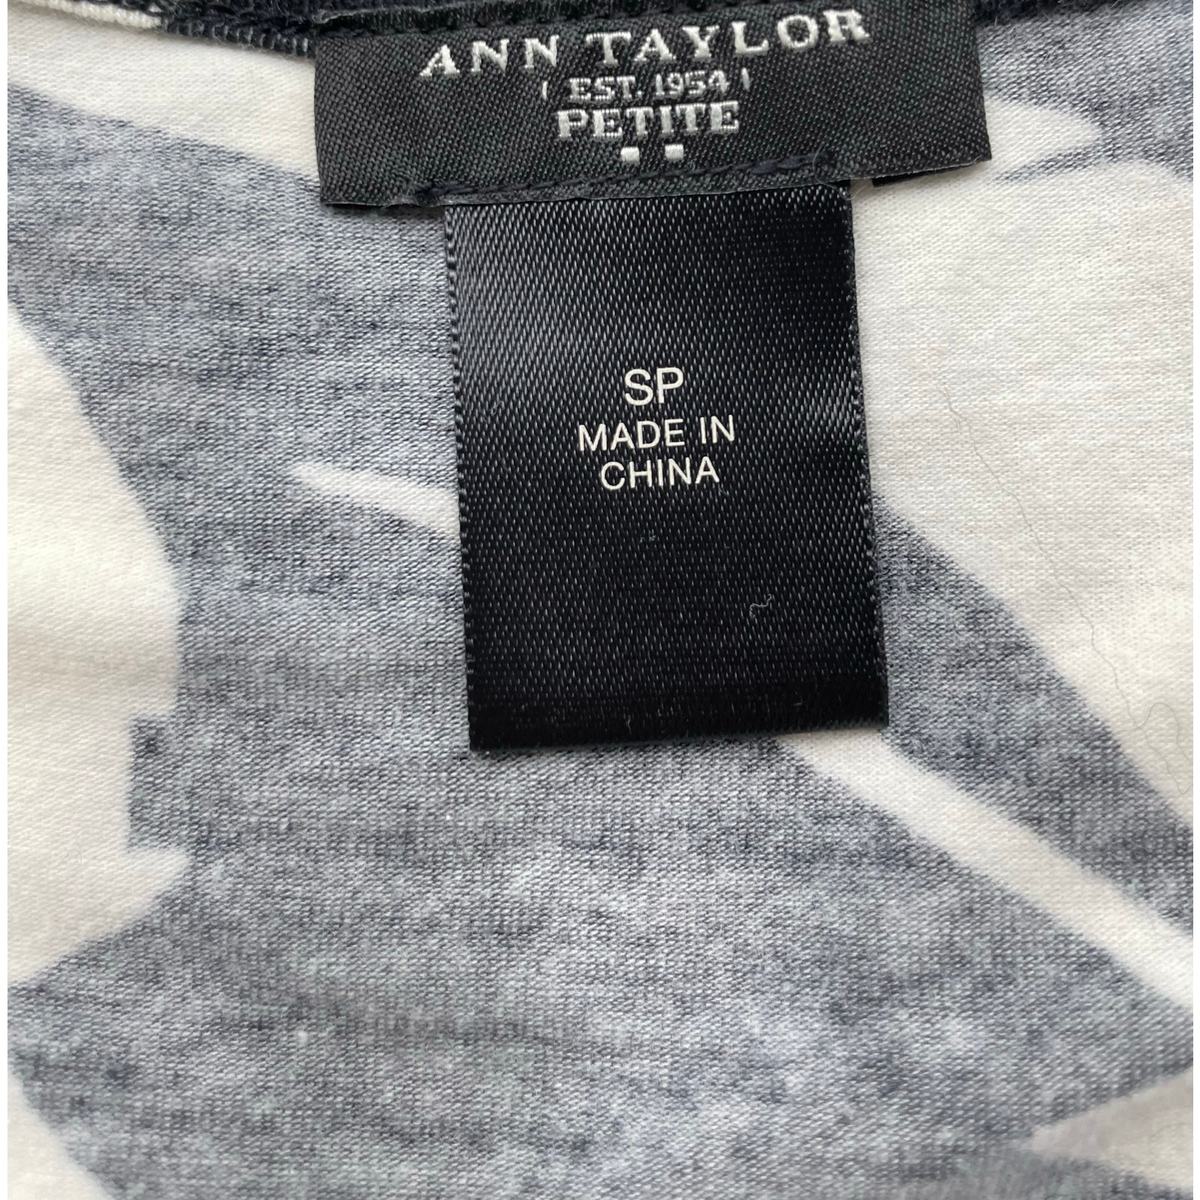 ANN TAYLOR
EST. 1954
PETITE
SP
MADE IN
CHINA